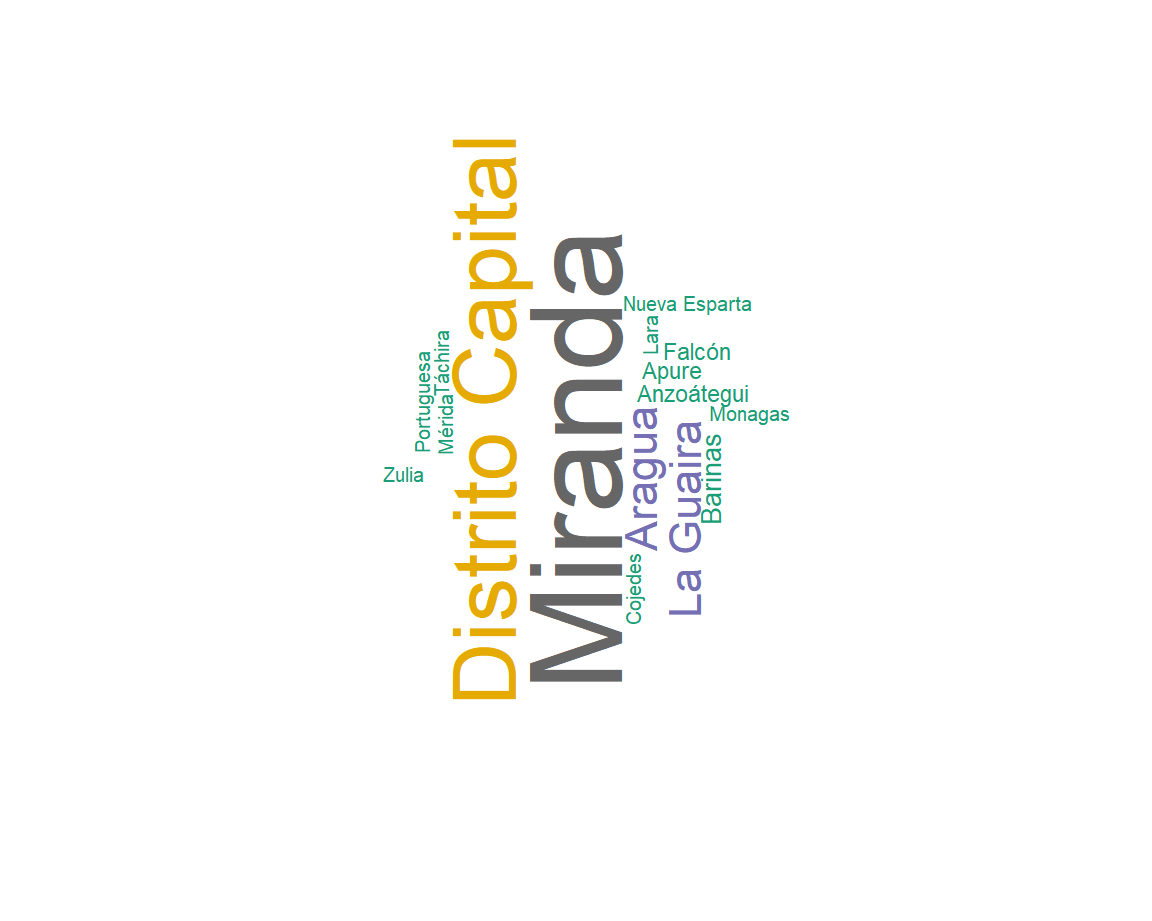 Distrito Capital
Miranda
Nueva Esparta
Lara
Falcón
Apure
Anzoátegui
Monagas
Aragua
La Guaira
Barinas
Cojedes
Táchira
Portuguesa
Mérida
Zulia